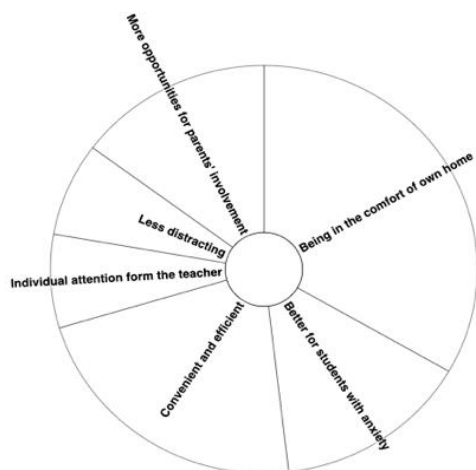 More opportunities for parents' involvement
Being in the comfort of own home
Less distracting
Individual attention form the teacher
Convenient and efficient
Better for students with anxiety